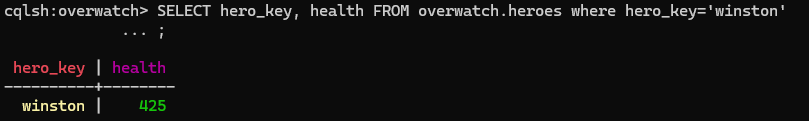 cqlsh:overwatch> SELECT hero_key, health FROM overwatch.heroes where hero_key='winston'
             ... ;

 hero_key | health
----------+--------
  winston |    425